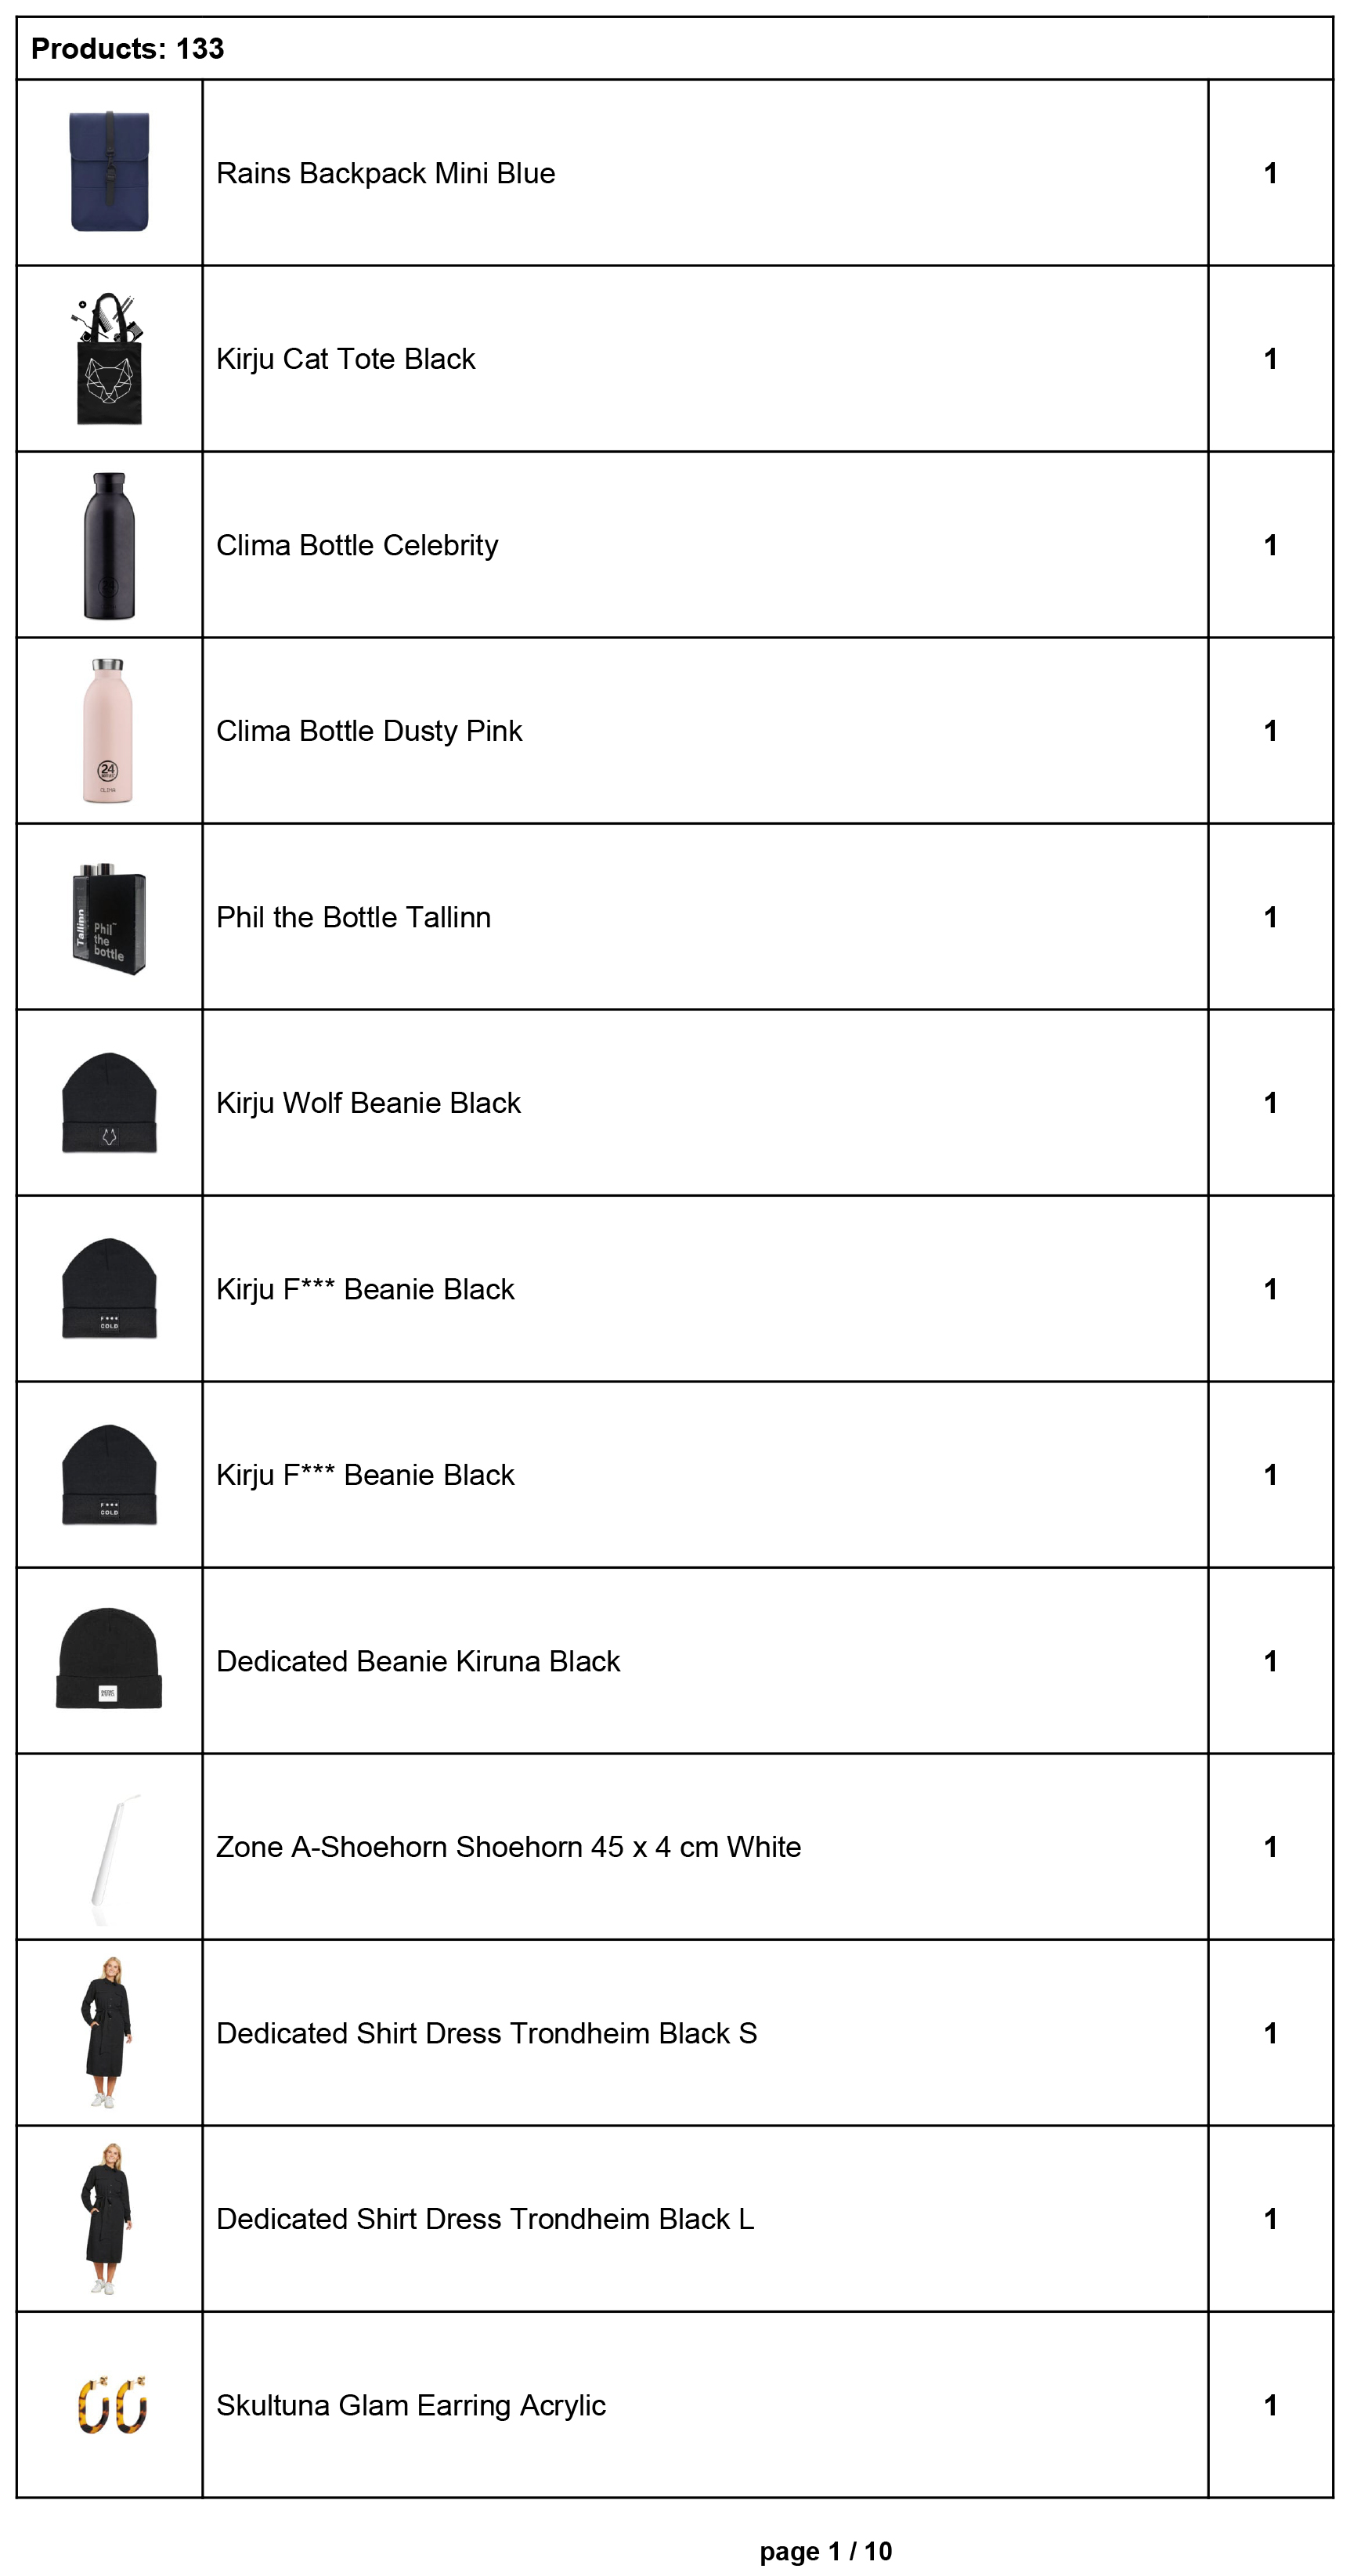 Products: 133
Rains Backpack Mini Blue 1
Kirju Cat Tote Black 1
24
Clima Bottle Celebrity 1
24
CLIMA
Clima Bottle Dusty Pink 1
Tallinn
Phil™
the
bottle
Phil the Bottle Tallinn 1
Kirju Wolf Beanie Black 1
F***
COLD
Kirju F*** Beanie Black 1
F***
COLD
Kirju F*** Beanie Black 1
Dedicated Beanie Kiruna Black 1
Zone A-Shoehorn Shoehorn 45 x 4 cm White 1
Dedicated Shirt Dress Trondheim Black S 1
Dedicated Shirt Dress Trondheim Black L 1
Skultuna Glam Earring Acrylic 1
page 1 / 10